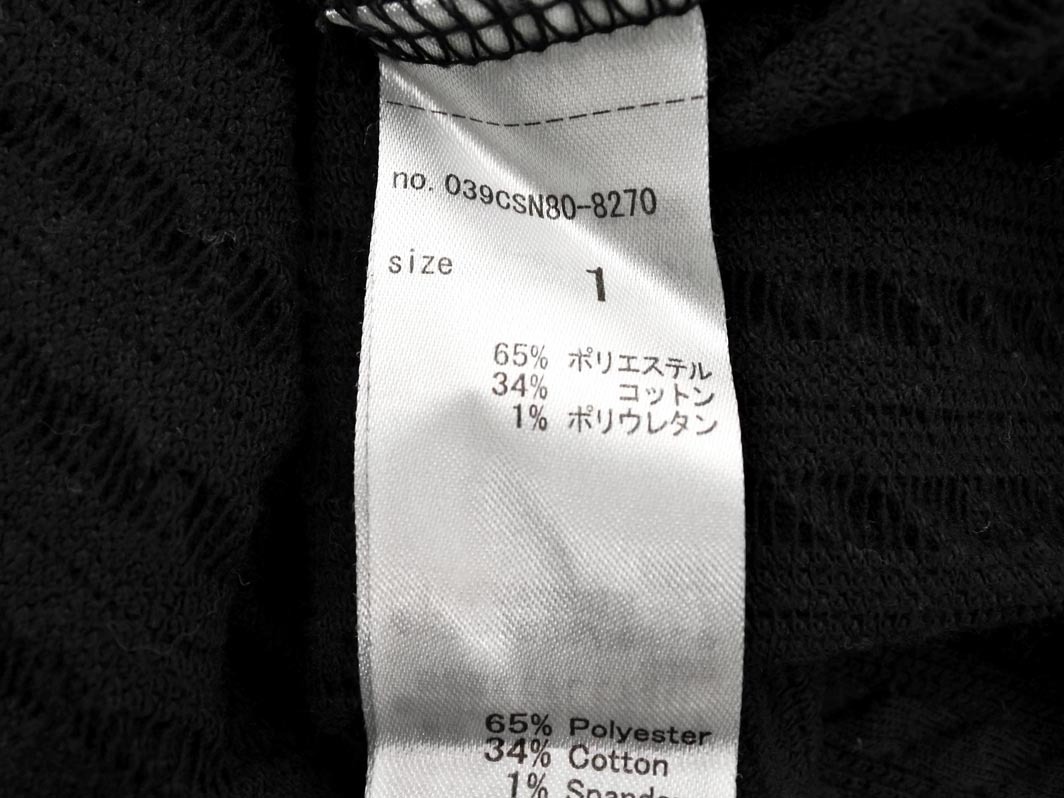 no. 039CSN80-8270
size 1
65% ポリエステル
34% コットン
1% ポリウレタン
65% Polyester
34% Cotton
1%